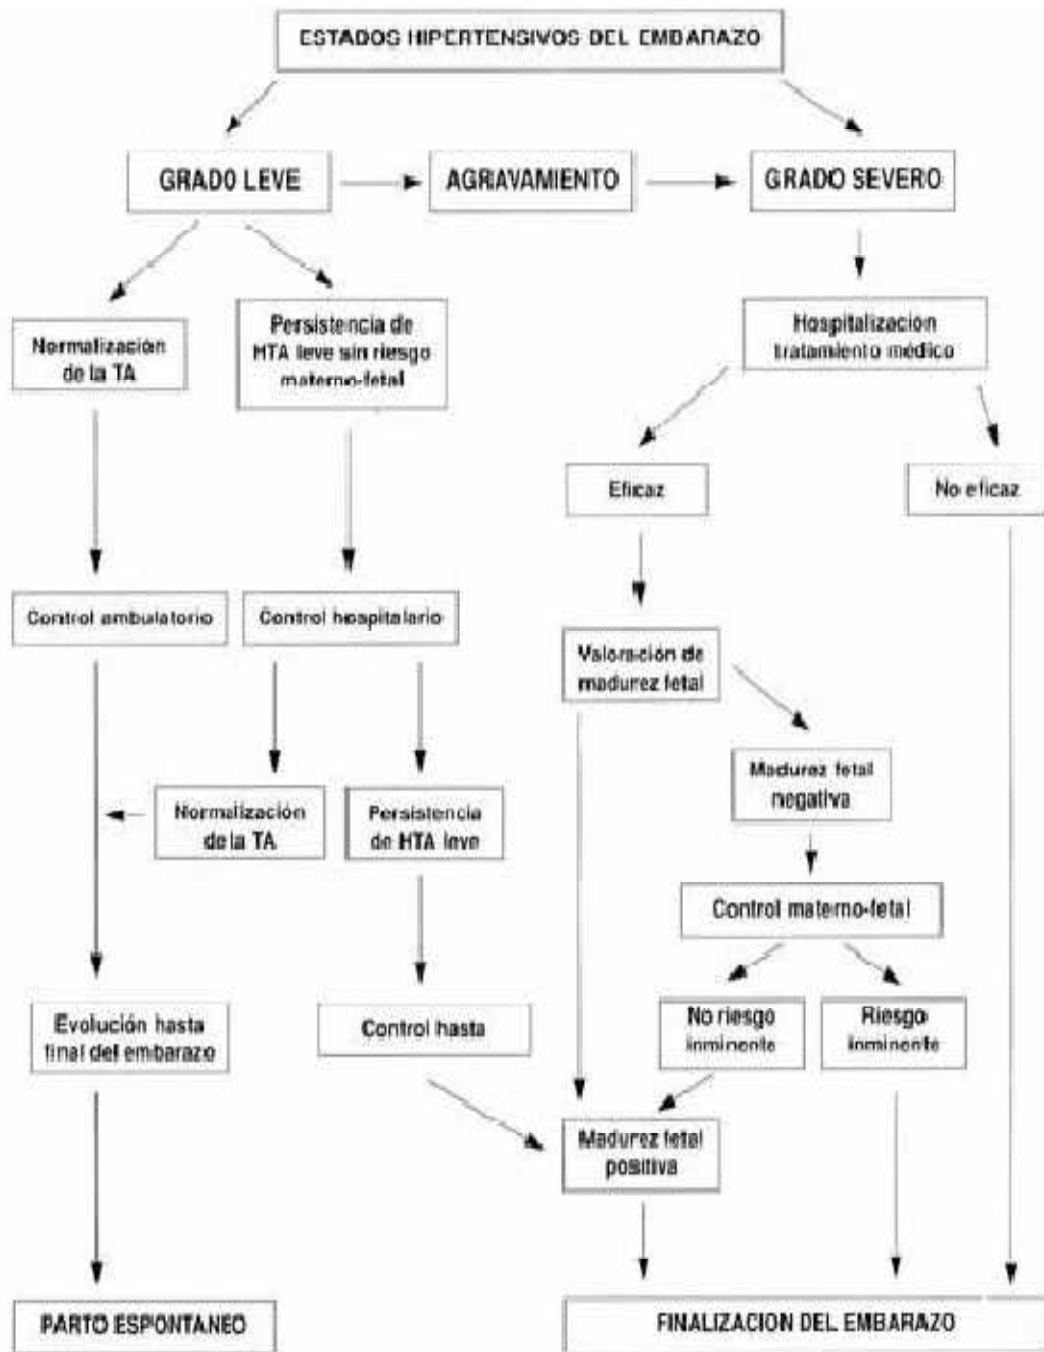 ESTADOS HIPERTENSIVOS DEL EMBARAZO
GRADO LEVE
AGRAVAMIENTO
GRADO SEVERO
Normalización
de la TA
Persistencia de
HTA leve sin riesgo
materno-fetal
Hospitalización
tratamiento médico
Eficaz
No eficaz
Control ambulatorio
Control hospitalario
Valoración de
madurez fetal
Normalización
de la TA
Persistencia
de HTA leve
Madurez fetal
negativa
Control materno-fetal
Evolución hasta
final del embarazo
Control hasta
No riesgo
inminente
Riesgo
inminente
Madurez fetal
positiva
PARTO ESPONTANEO
FINALIZACION DEL EMBARAZO